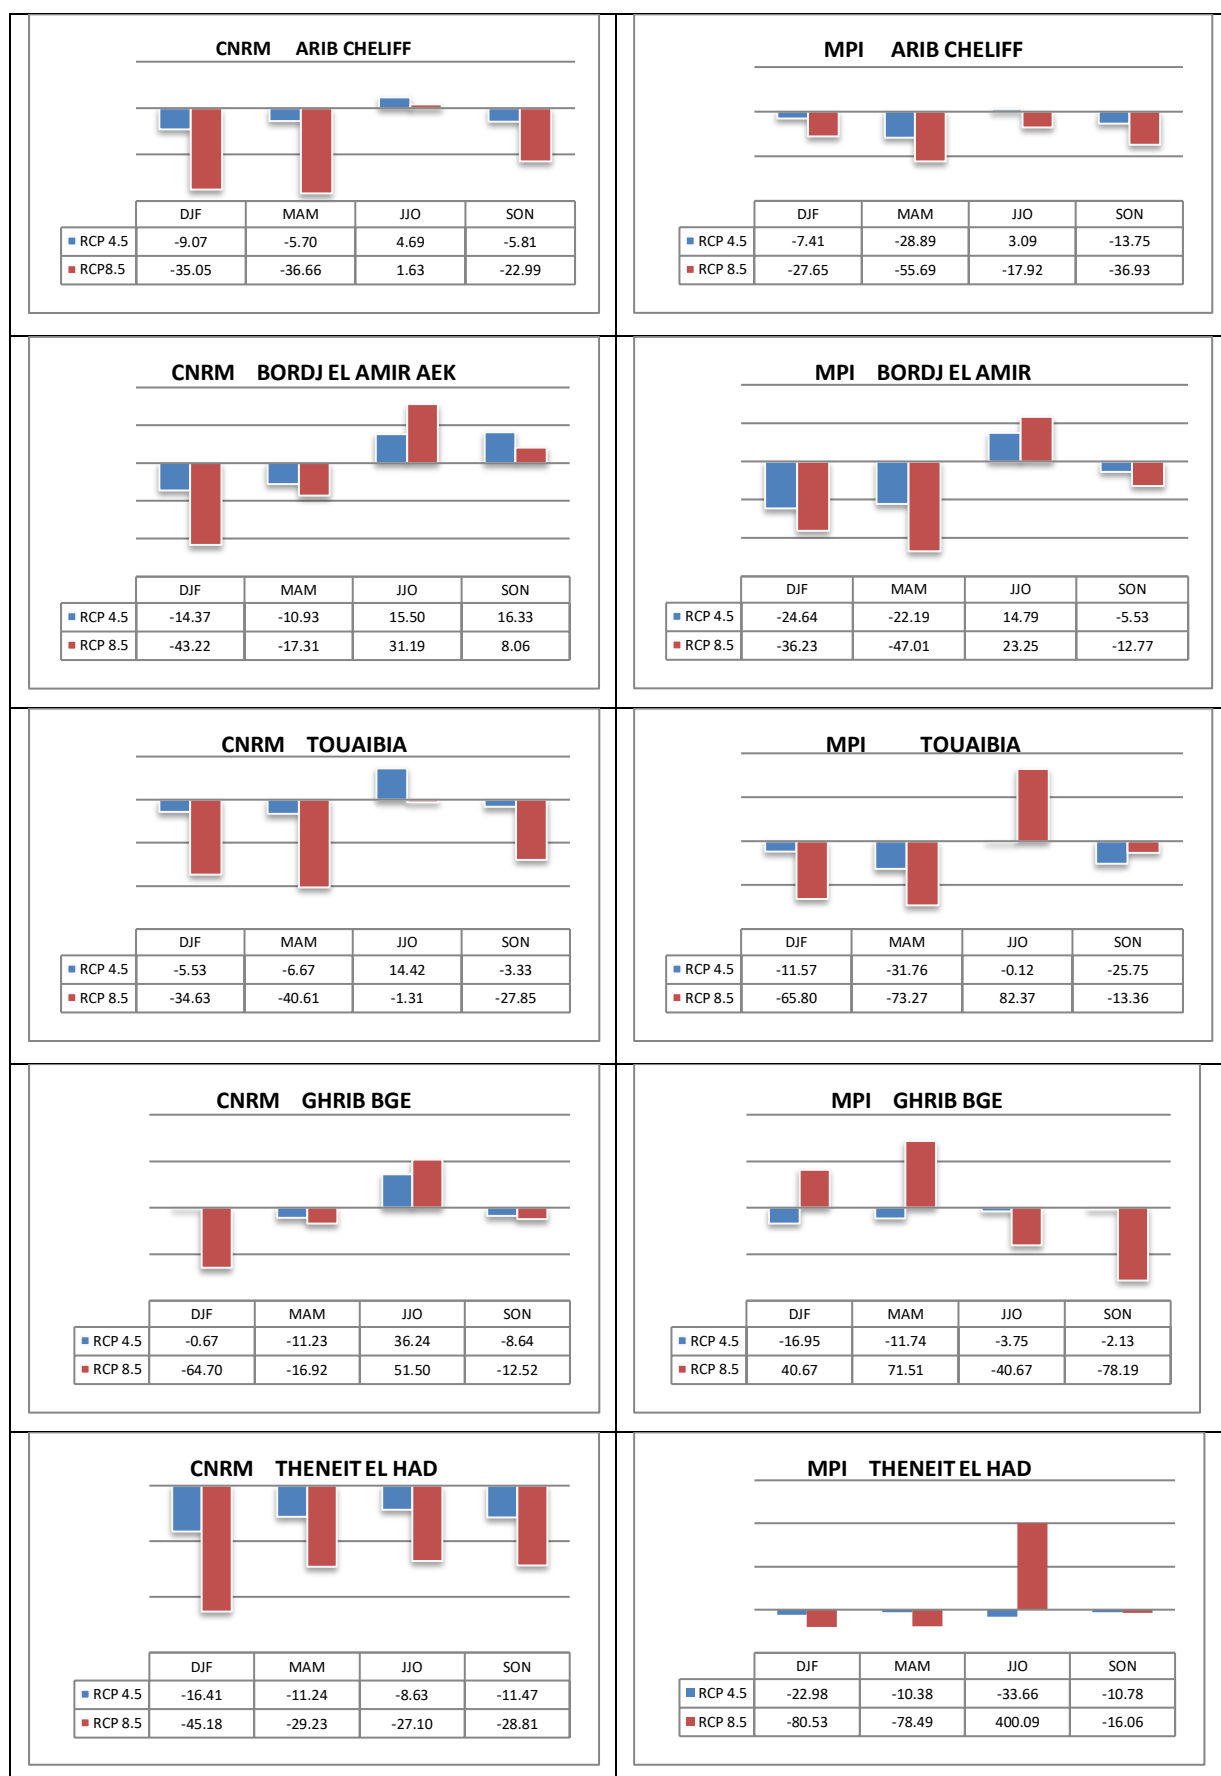 CNRM ARIB CHELIFF
DJF MAM JJO SON
RCP 4.5 -9.07 -5.70 4.69 -5.81
RCP8.5 -35.05 -36.66 1.63 -22.99
MPI ARIB CHELIFF
DJF MAM JJO SON
RCP 4.5 -7.41 -28.89 3.09 -13.75
RCP 8.5 -27.65 -55.69 -17.92 -36.93
CNRM BORDJ EL AMIR AEK
DJF MAM JJO SON
RCP 4.5 -14.37 -10.93 15.50 16.33
RCP 8.5 -43.22 -17.31 31.19 8.06
MPI BORDJ EL AMIR
DJF MAM JJO SON
RCP 4.5 -24.64 -22.19 14.79 -5.53
RCP 8.5 -36.23 -47.01 23.25 -12.77
CNRM TOUAIBIA
DJF MAM JJO SON
RCP 4.5 -5.53 -6.67 14.42 -3.33
RCP 8.5 -34.63 -40.61 -1.31 -27.85
MPI TOUAIBIA
DJF MAM JJO SON
RCP 4.5 -11.57 -31.76 -0.12 -25.75
RCP 8.5 -65.80 -73.27 82.37 -13.36
CNRM GHRIB BGE
DJF MAM JJO SON
RCP 4.5 -0.67 -11.23 36.24 -8.64
RCP 8.5 -64.70 -16.92 51.50 -12.52
MPI GHRIB BGE
DJF MAM JJO SON
RCP 4.5 -16.95 -11.74 -3.75 -2.13
RCP 8.5 40.67 71.51 -40.67 -78.19
CNRM THENEIT EL HAD
DJF MAM JJO SON
RCP 4.5 -16.41 -11.24 -8.63 -11.47
RCP 8.5 -45.18 -29.23 -27.10 -28.81
MPI THENEIT EL HAD
DJF MAM JJO SON
RCP 4.5 -22.98 -10.38 -33.66 -10.78
RCP 8.5 -80.53 -78.49 400.09 -16.06